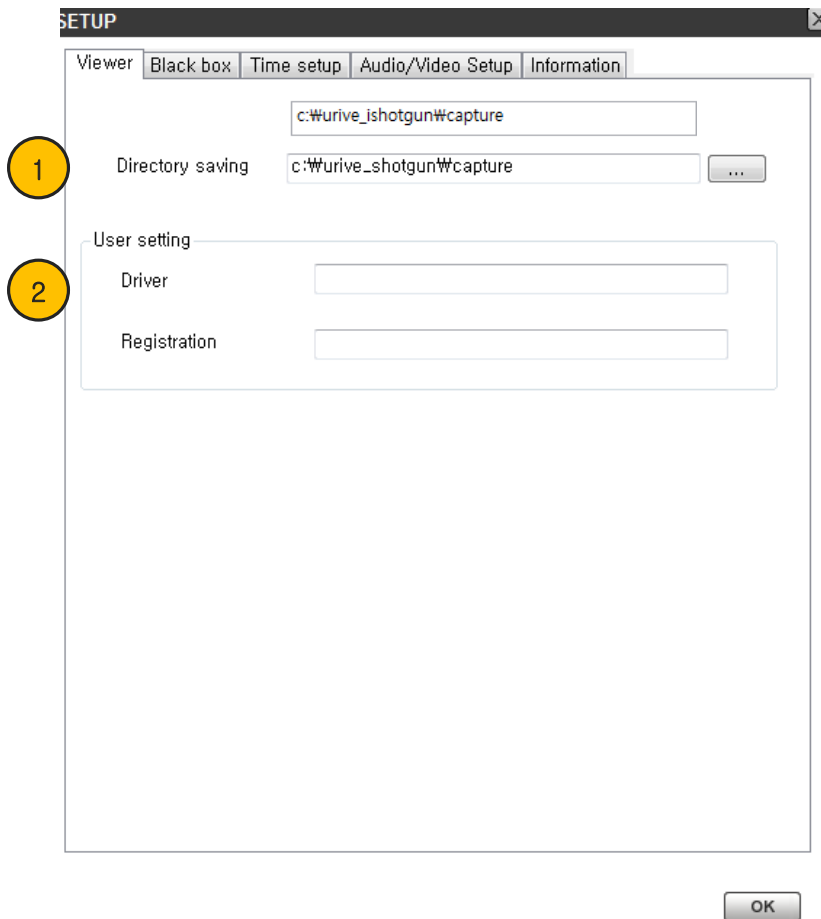 SETUP
Viewer Black box Time setup Audio/Video Setup Information
c:₩urive_ishotgun₩capture
1 Directory saving c:₩urive_shotgun₩capture ...
User setting
2 Driver
Registration
OK